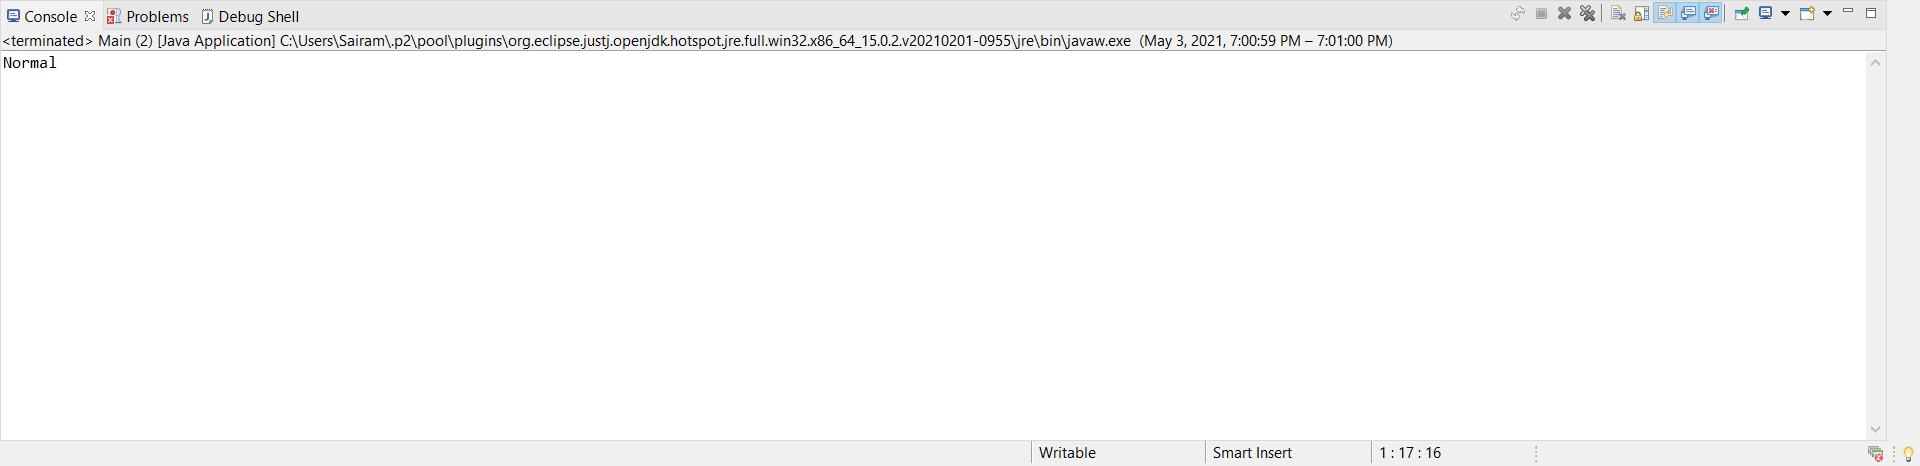 Console Problems Debug Shell
<terminated> Main (2) [Java Application] C:\Users\Sairam\.p2\pool\plugins\org.eclipse.justj.openjdk.hotspot.jre.full.win32.x86_64_15.0.2.v20210201-0955\jre\bin\javaw.exe (May 3, 2021, 7:00:59 PM – 7:01:00 PM)
Normal
Writable Smart Insert 1 : 17 : 16